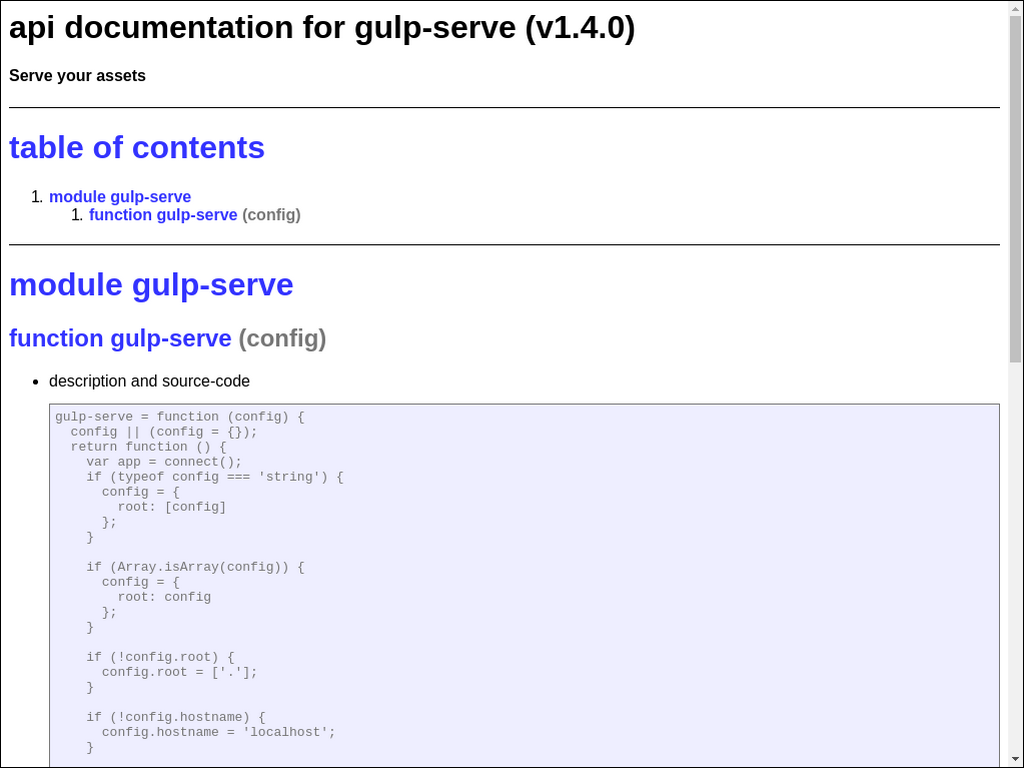 api documentation for gulp-serve (v1.4.0)
Serve your assets
table of contents
1. module gulp-serve
1. function gulp-serve (config)
module gulp-serve
function gulp-serve (config)
• description and source-code
gulp-serve = function (config) {
  config || (config = {});
  return function () {
    var app = connect();
    if (typeof config === 'string') {
      config = {
        root: [config]
      };
    }

    if (Array.isArray(config)) {
      config = {
        root: config
      };
    }

    if (!config.root) {
      config.root = ['.'];
    }

    if (!config.hostname) {
      config.hostname = 'localhost';
    }